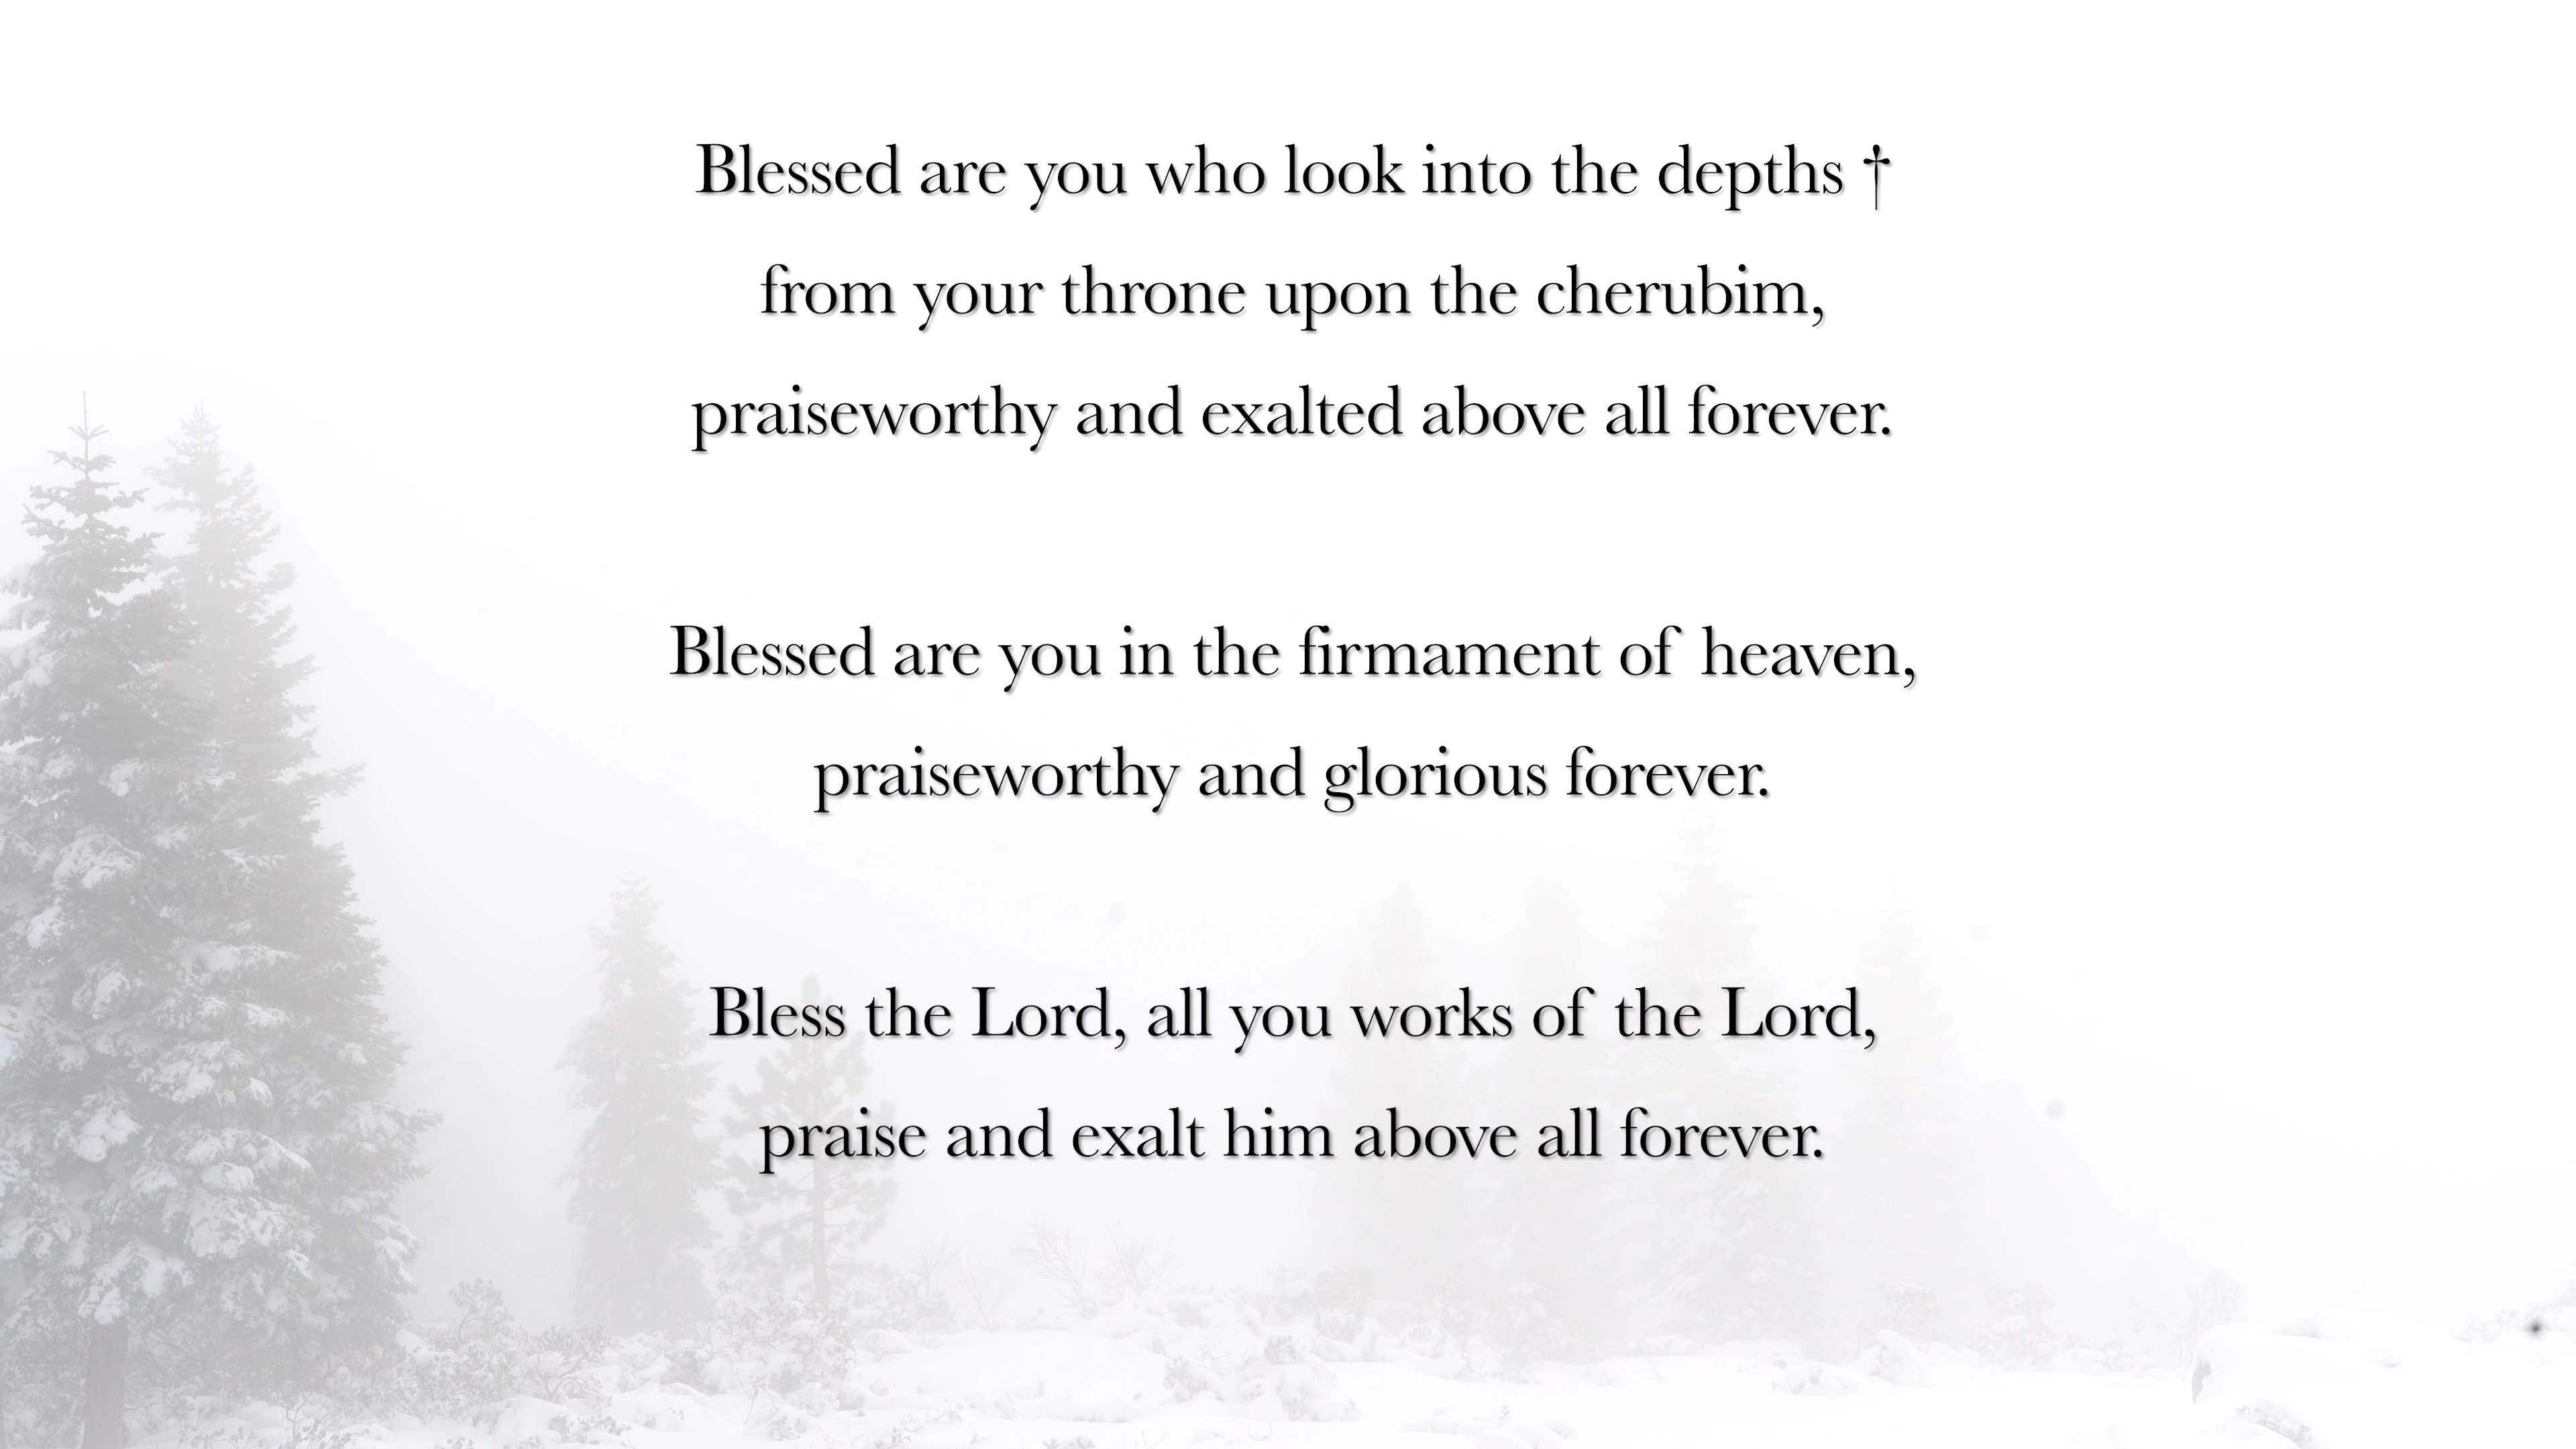 Blessed are you who look into the depths †
from your throne upon the cherubim,
praiseworthy and exalted above all forever.
Blessed are you in the firmament of heaven,
praiseworthy and glorious forever.
Bless the Lord, all you works of the Lord,
praise and exalt him above all forever.